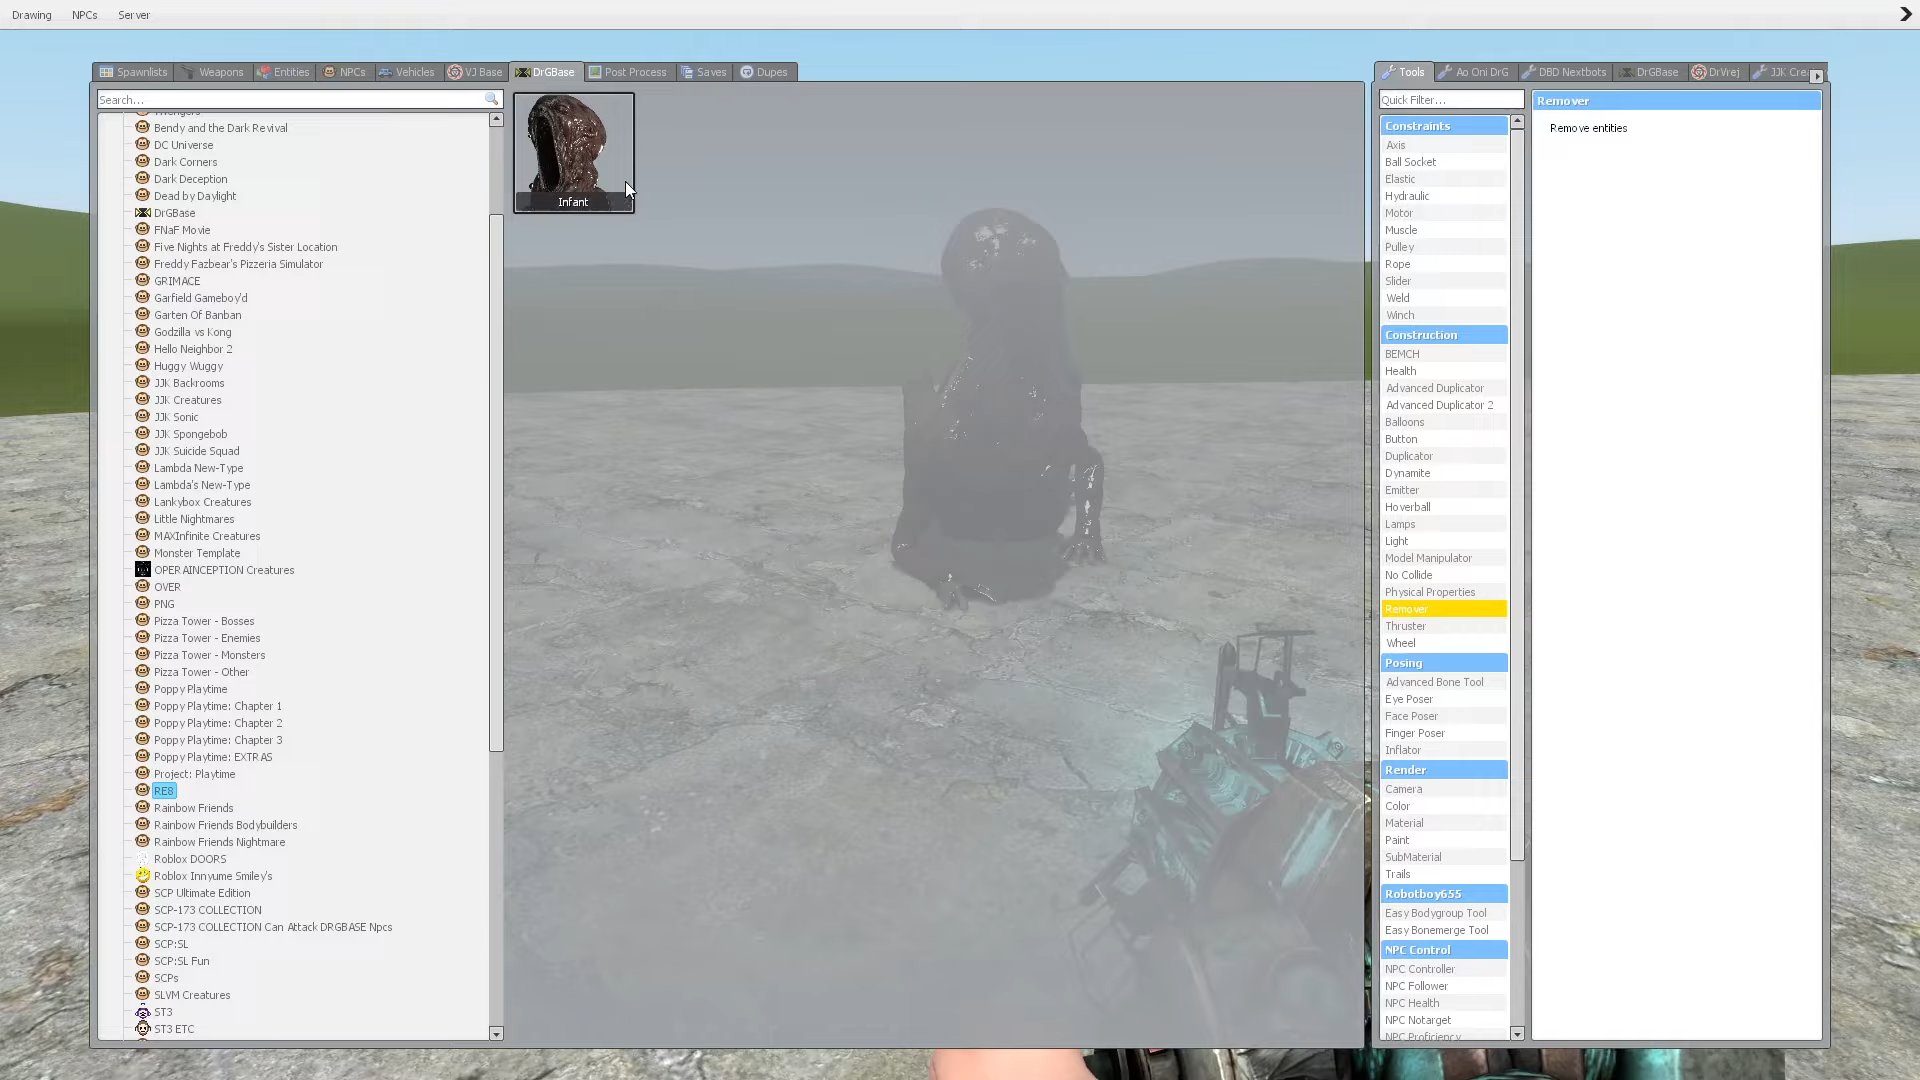 Drawing NPCs Server
Spawnlists Weapons Entities NPCs Vehicles VJ Base DrGBase Post Process Saves Dupes
Search...
Bendy and the Dark Revival
DC Universe
Dark Corners
Dark Deception
Dead by Daylight
DrGBase
FNaF Movie
Five Nights at Freddy's Sister Location
Freddy Fazbear's Pizzeria Simulator
GRIMACE
Garfield Gameboy'd
Garten Of Banban
Godzilla vs Kong
Hello Neighbor 2
Huggy Wuggy
JJK Backrooms
JJK Creatures
JJK Sonic
JJK Spongebob
JJK Suicide Squad
Lambda New-Type
Lambda's New-Type
Lankybox Creatures
Little Nightmares
MAXInfinite Creatures
Monster Template
OPERAINCEPTION Creatures
OVER
PNG
Pizza Tower - Bosses
Pizza Tower - Enemies
Pizza Tower - Monsters
Pizza Tower - Other
Poppy Playtime
Poppy Playtime: Chapter 1
Poppy Playtime: Chapter 2
Poppy Playtime: Chapter 3
Poppy Playtime: EXTRAS
Project: Playtime
RE8
Rainbow Friends
Rainbow Friends Bodybuilders
Rainbow Friends Nightmare
Roblox DOORS
Roblox Innyume Smiley's
SCP Ultimate Edition
SCP-173 COLLECTION
SCP-173 COLLECTION Can Attack DRGBASE Npcs
SCP:SL
SCP:SL Fun
SCPs
SLVM Creatures
ST3
ST3 ETC
Infant
Tools Ao Oni DrG DBD Nextbots DrGBase DrVrej JJK Crea
Quick Filter...
Constraints
Axis
Ball Socket
Elastic
Hydraulic
Motor
Muscle
Pulley
Rope
Slider
Weld
Winch
Construction
BEMCH
Health
Advanced Duplicator
Advanced Duplicator 2
Balloons
Button
Duplicator
Dynamite
Emitter
Hoverball
Lamps
Light
Model Manipulator
No Collide
Physical Properties
Remover
Thruster
Wheel
Posing
Advanced Bone Tool
Eye Poser
Face Poser
Finger Poser
Inflator
Render
Camera
Color
Material
Paint
SubMaterial
Trails
Robotboy655
Easy Bodygroup Tool
Easy Bonemerge Tool
NPC Control
NPC Controller
NPC Follower
NPC Health
NPC Notarget
NPC Proficiency
Remover
Remove entities